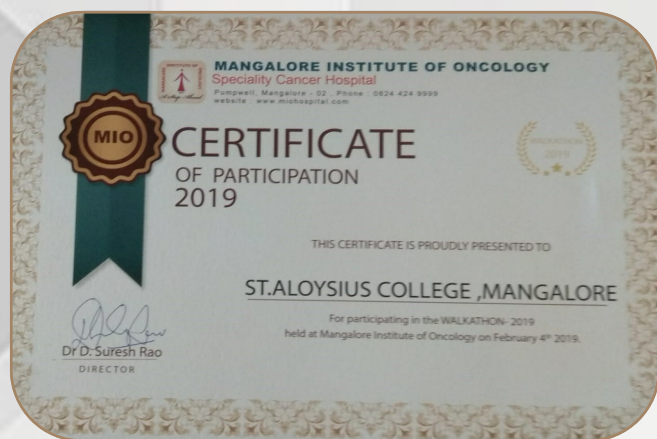 MANGALORE INSTITUTE OF ONCOLOGY
Speciality Cancer Hospital
Pumpwell, Mangalore - 02 . Phone : 0824 424 9999
website : www.miohospital.com
MIO
CERTIFICATE
OF PARTICIPATION
2019
WALKATHON
2019
THIS CERTIFICATE IS PROUDLY PRESENTED TO
ST.ALOYSIUS COLLEGE ,MANGALORE
For participating in the WALKATHON- 2019
held at Mangalore Institute of Oncology on February 4th 2019.
Dr D. Suresh Rao
DIRECTOR